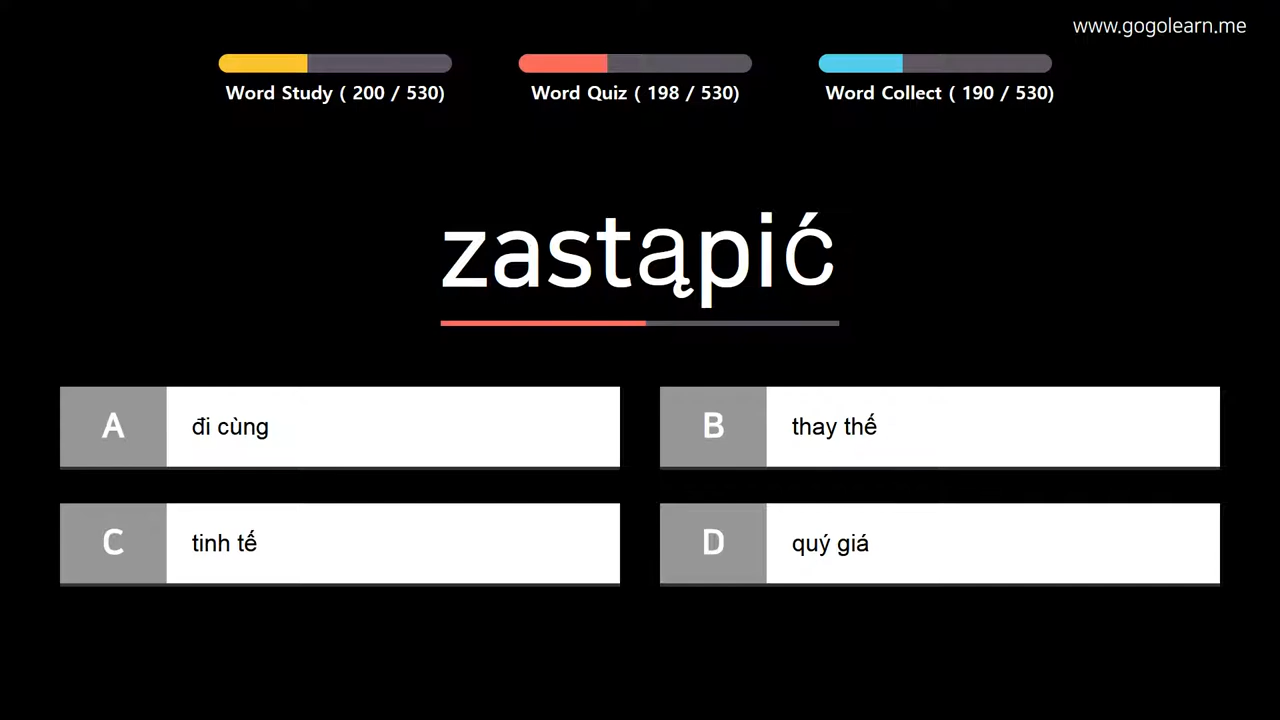 www.gogolearn.me
Word Study ( 200 / 530)
Word Quiz ( 198 / 530)
Word Collect ( 190 / 530)
zastąpić
A
đi cùng
B
thay thế
C
tinh tế
D
quý giá